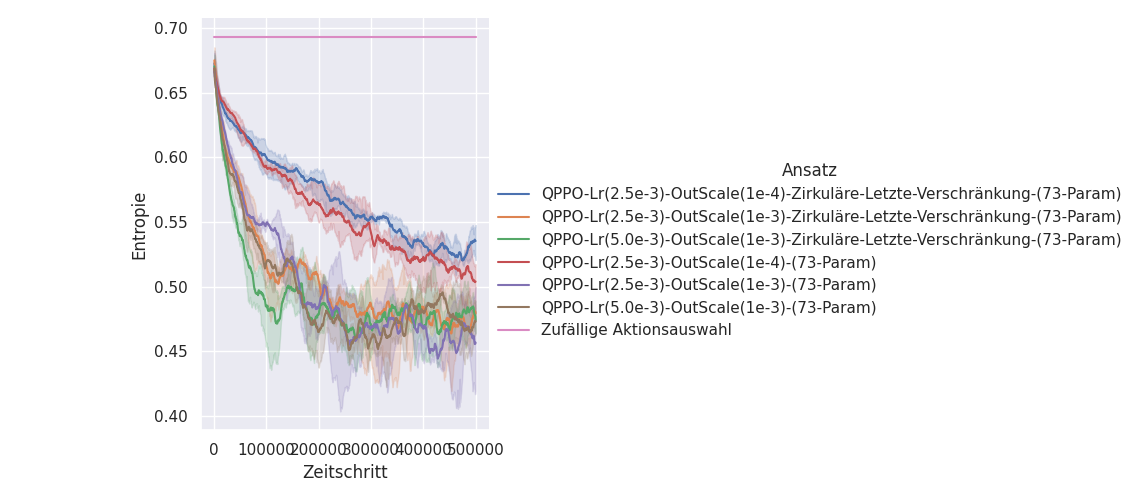 0.70
0.65
0.60
0.55
0.50
0.45
0.40
Entropie
0 100000 200000 300000 400000 500000
Zeitschritt
Ansatz
QPPO-Lr(2.5e-3)-OutScale(1e-4)-Zirkuläre-Letzte-Verschränkung-(73-Param)
QPPO-Lr(2.5e-3)-OutScale(1e-3)-Zirkuläre-Letzte-Verschränkung-(73-Param)
QPPO-Lr(5.0e-3)-OutScale(1e-3)-Zirkuläre-Letzte-Verschränkung-(73-Param)
QPPO-Lr(2.5e-3)-OutScale(1e-4)-(73-Param)
QPPO-Lr(2.5e-3)-OutScale(1e-3)-(73-Param)
QPPO-Lr(5.0e-3)-OutScale(1e-3)-(73-Param)
Zufällige Aktionsauswahl